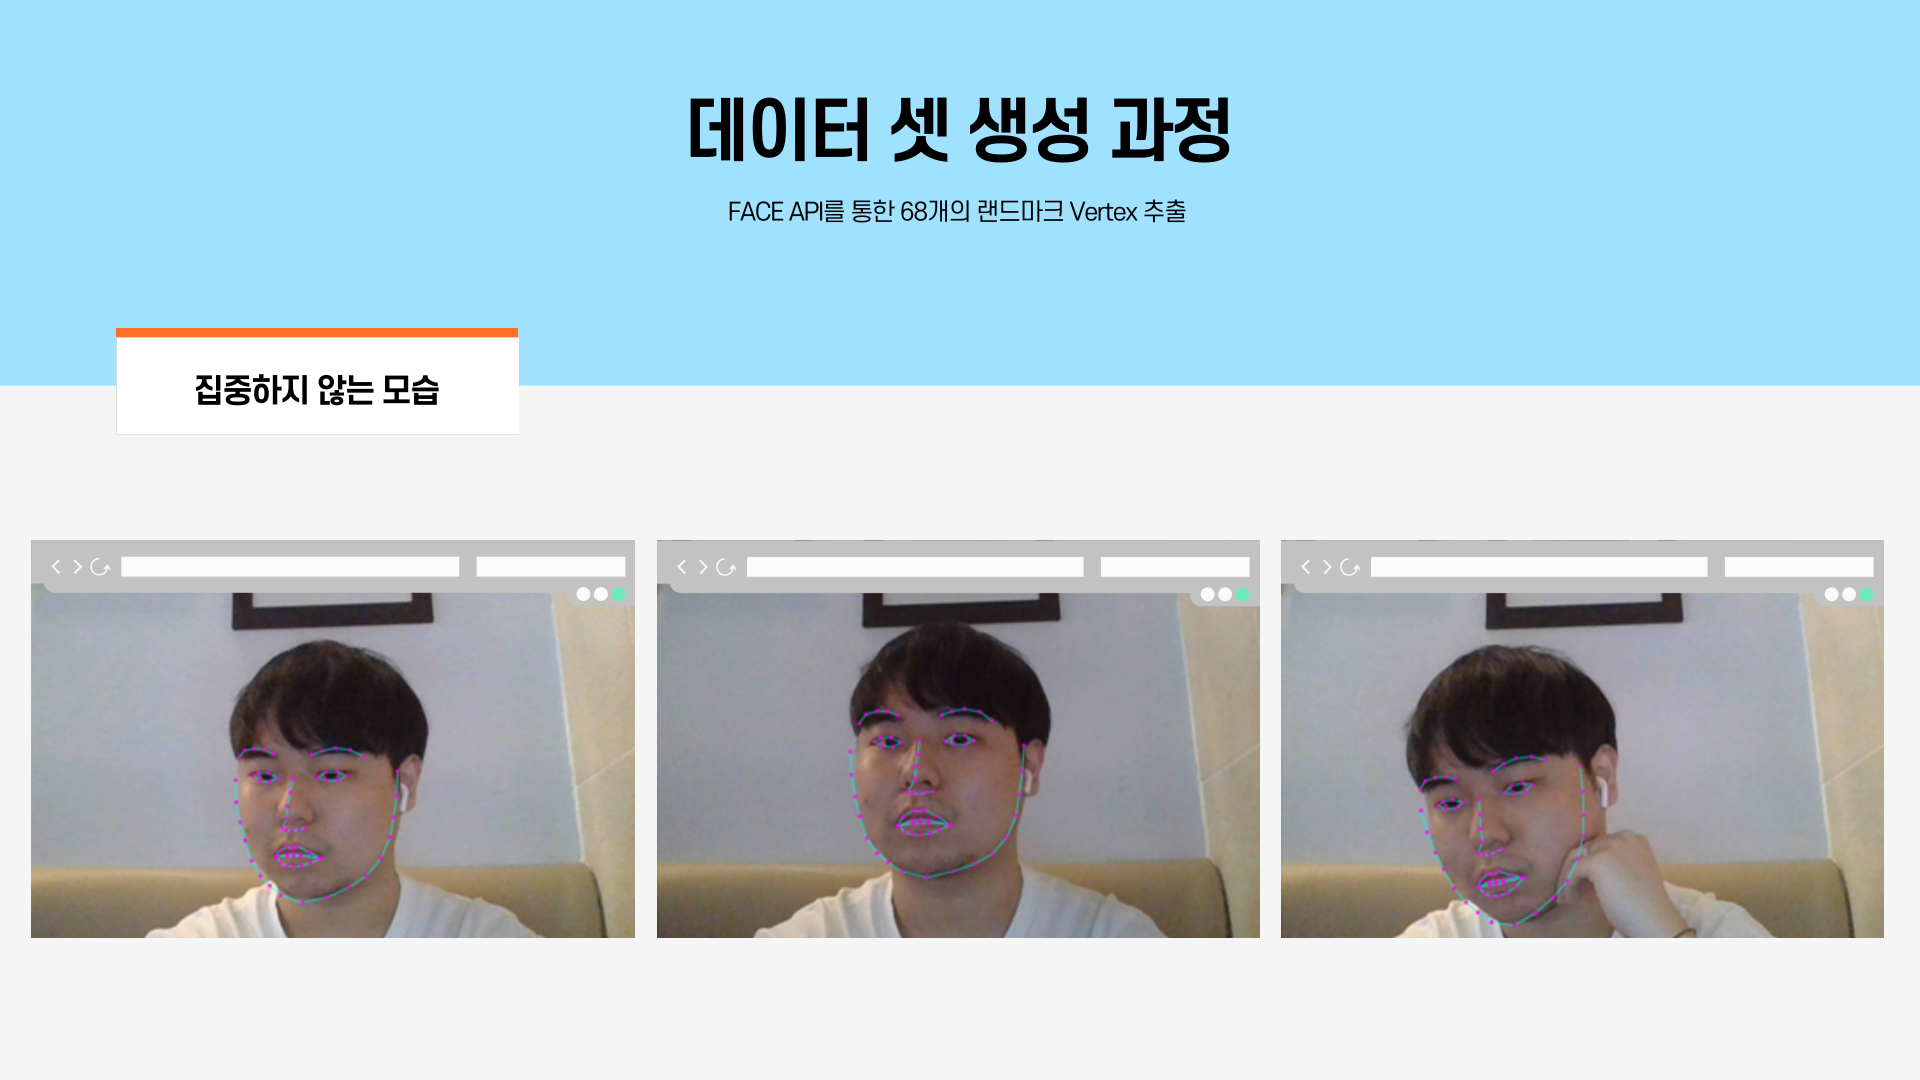 데이터 셋 생성 과정
FACE API를 통한 68개의 랜드마크 Vertex 추출
집중하지 않는 모습